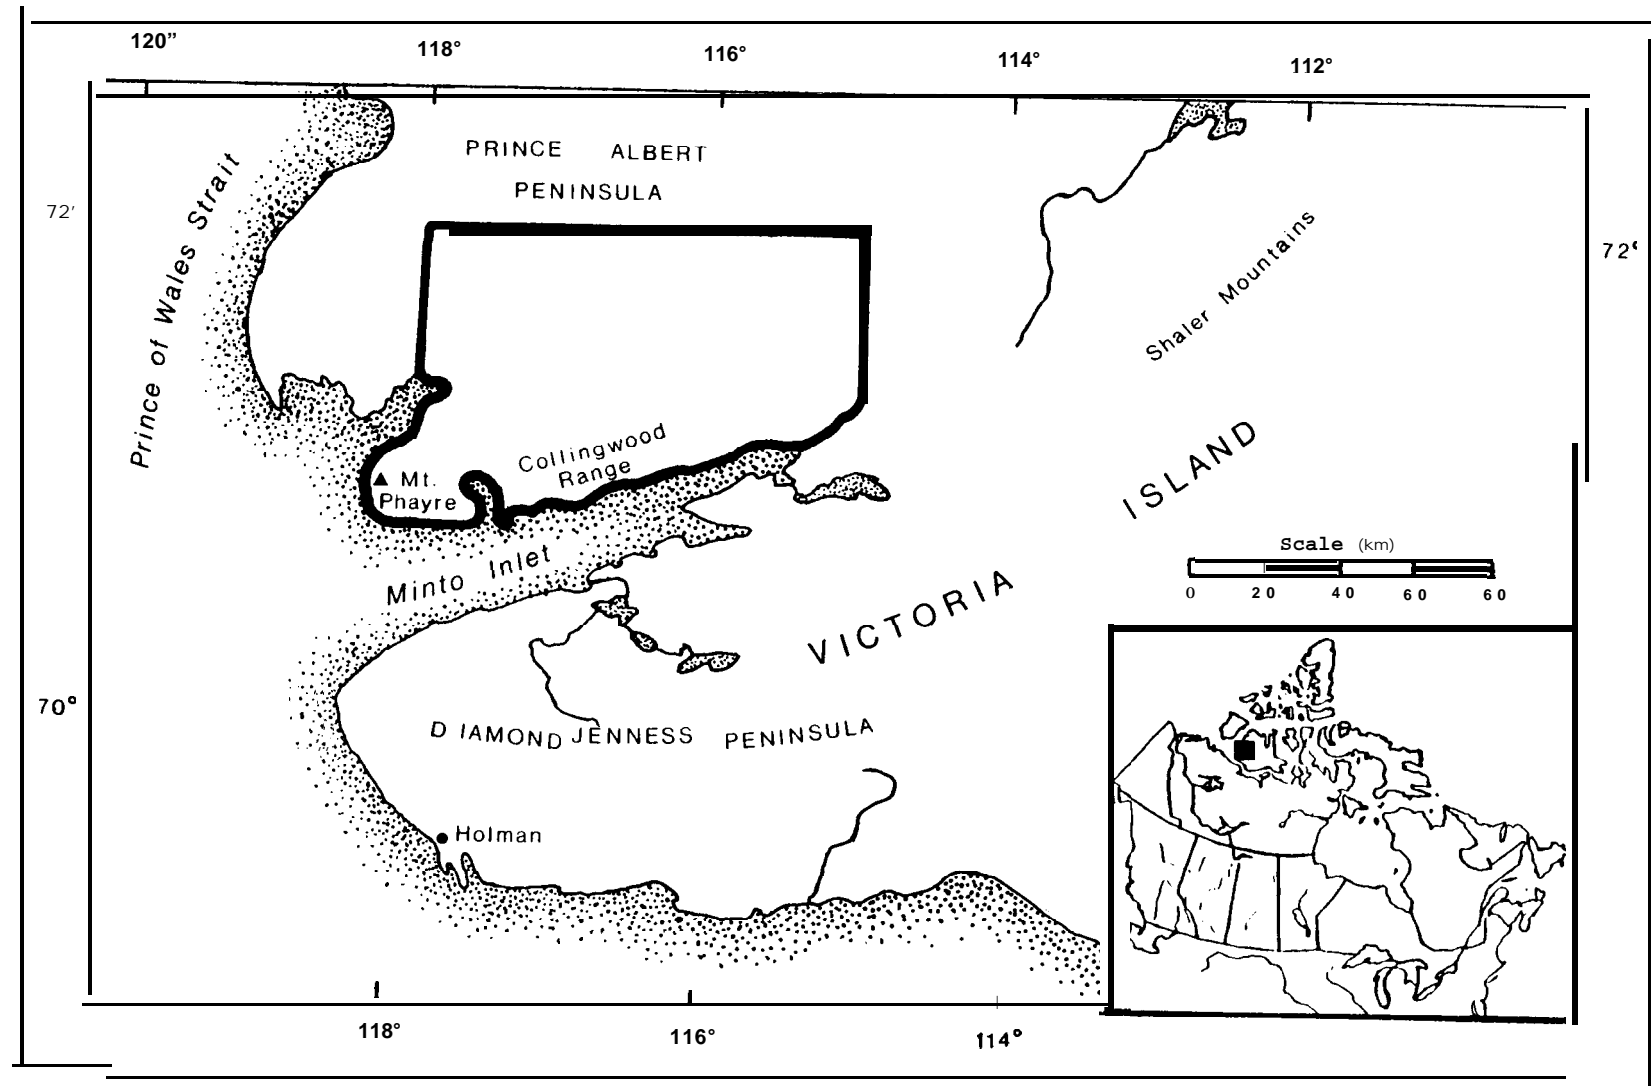 120”
118°
116°
114°
112°
PRINCE ALBERT
PENINSULA
Prince of Wales Strait
72′
72°
Shaler Mountains
Collingwood
Range
Mt.
Phayre
ISLAND
Scale (km)
0 20 40 60 60
Minto Inlet
VICTORIA
70°
DIAMOND JENNESS PENINSULA
Holman
118°
116°
114°